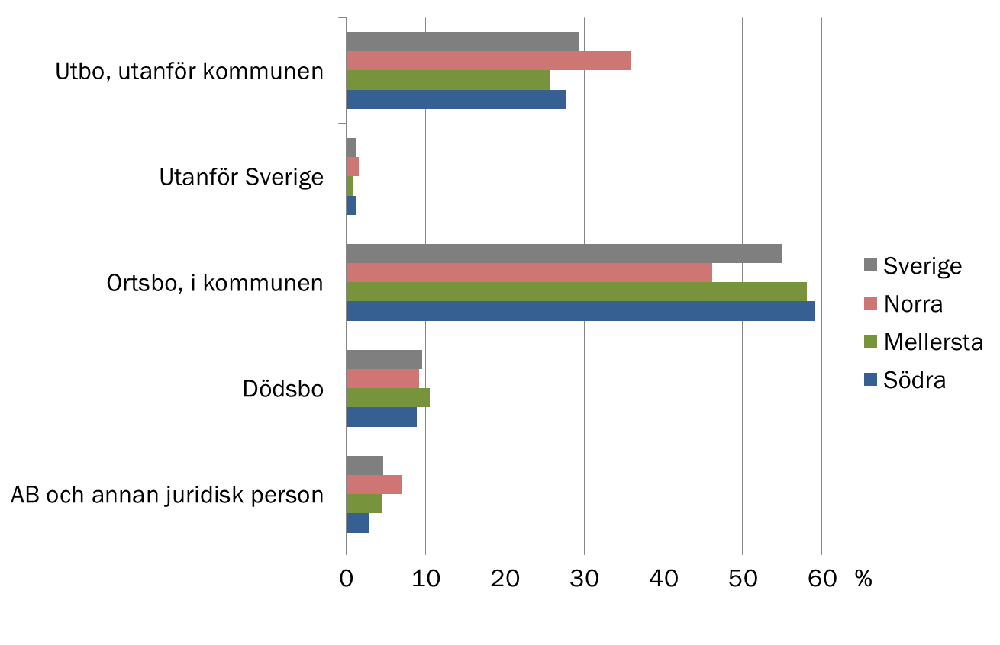 Utbo, utanför kommunen
Utanför Sverige
Ortsbo, i kommunen
Dödsbo
AB och annan juridisk person
0 10 20 30 40 50 60 %
Sverige
Norra
Mellersta
Södra